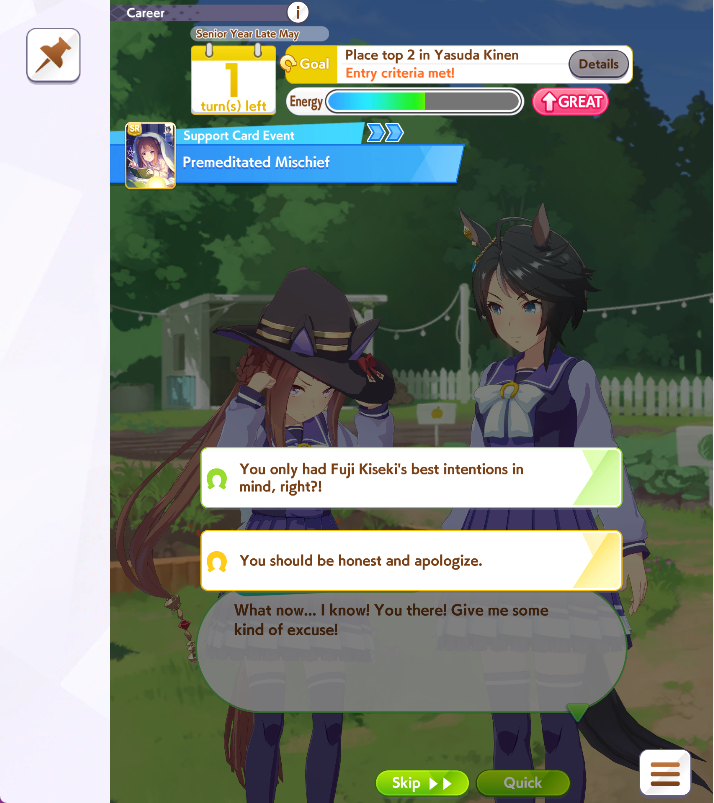 Career
i
Senior Year Late May
1
turn(s) left
Goal
Place top 2 in Yasuda Kinen
Entry criteria met!
Details
Energy
GREAT
SR
Support Card Event
Premeditated Mischief
You only had Fuji Kiseki's best intentions in
mind, right?!
You should be honest and apologize.
What now... I know! You there! Give me some
kind of excuse!
Skip
Quick